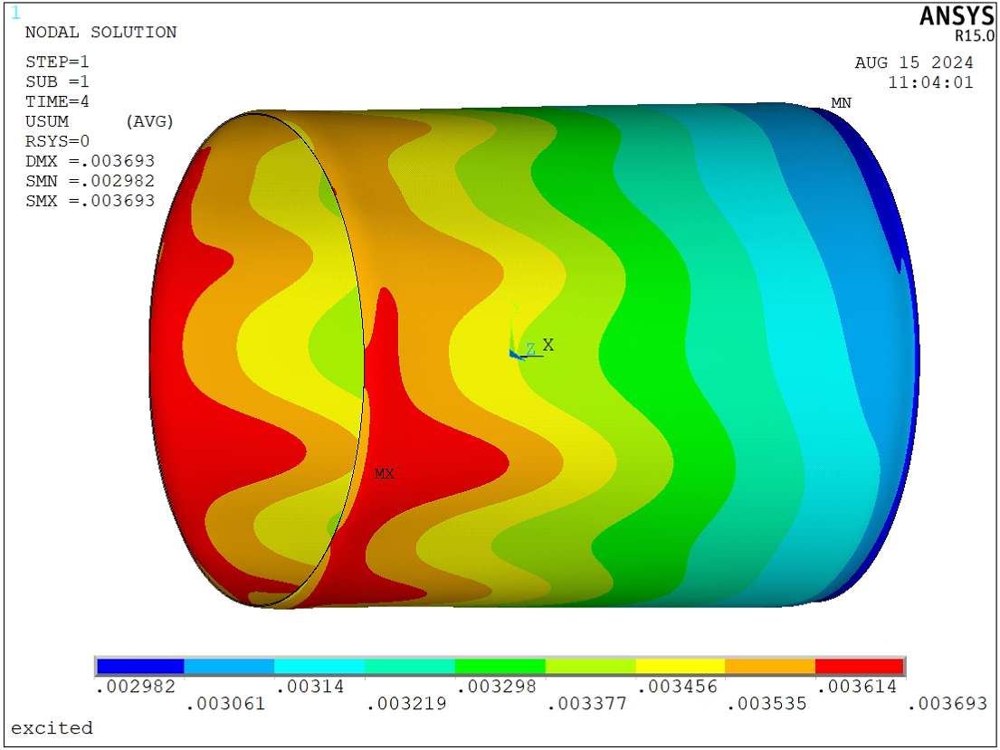 1
ANSYS
R15.0
NODAL SOLUTION
STEP=1
SUB =1
TIME=4
USUM     (AVG)
RSYS=0
DMX =.003693
SMN =.002982
SMX =.003693
AUG 15 2024
11:04:01
MN
Y
Z X
MX
.002982 .00314 .003298 .003456 .003614
.003061 .003219 .003377 .003535 .003693
excited